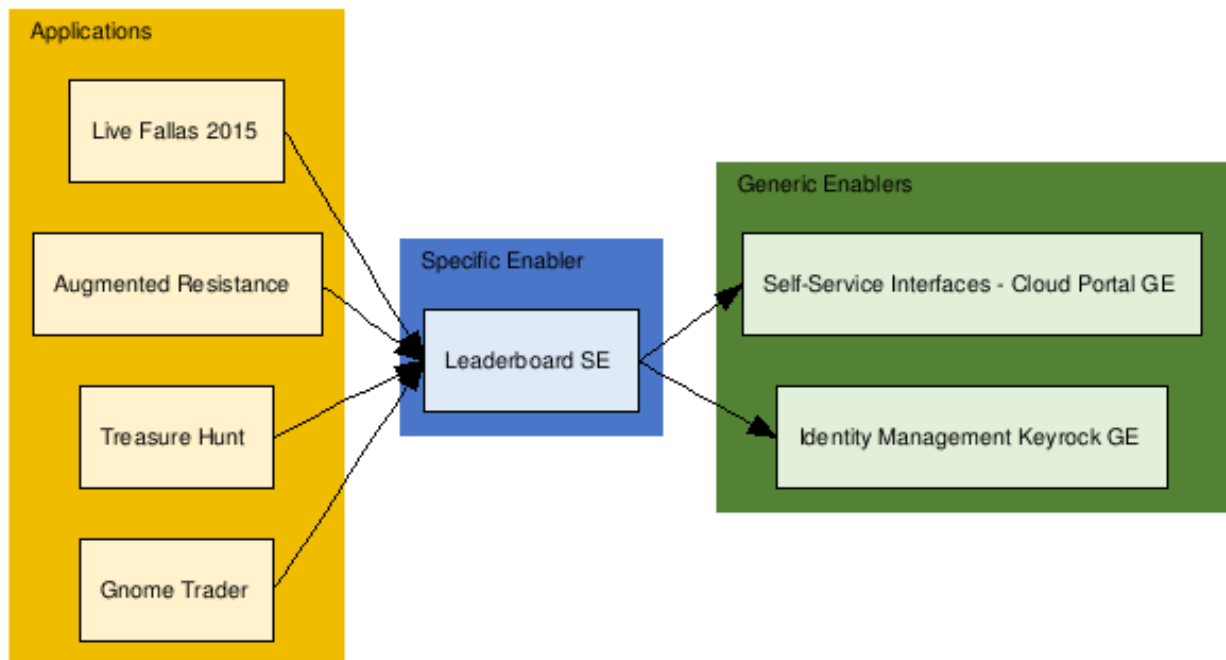 Applications
Live Fallas 2015
Augmented Resistance
Treasure Hunt
Gnome Trader
Specific Enabler
Leaderboard SE
Generic Enablers
Self-Service Interfaces - Cloud Portal GE
Identity Management Keyrock GE